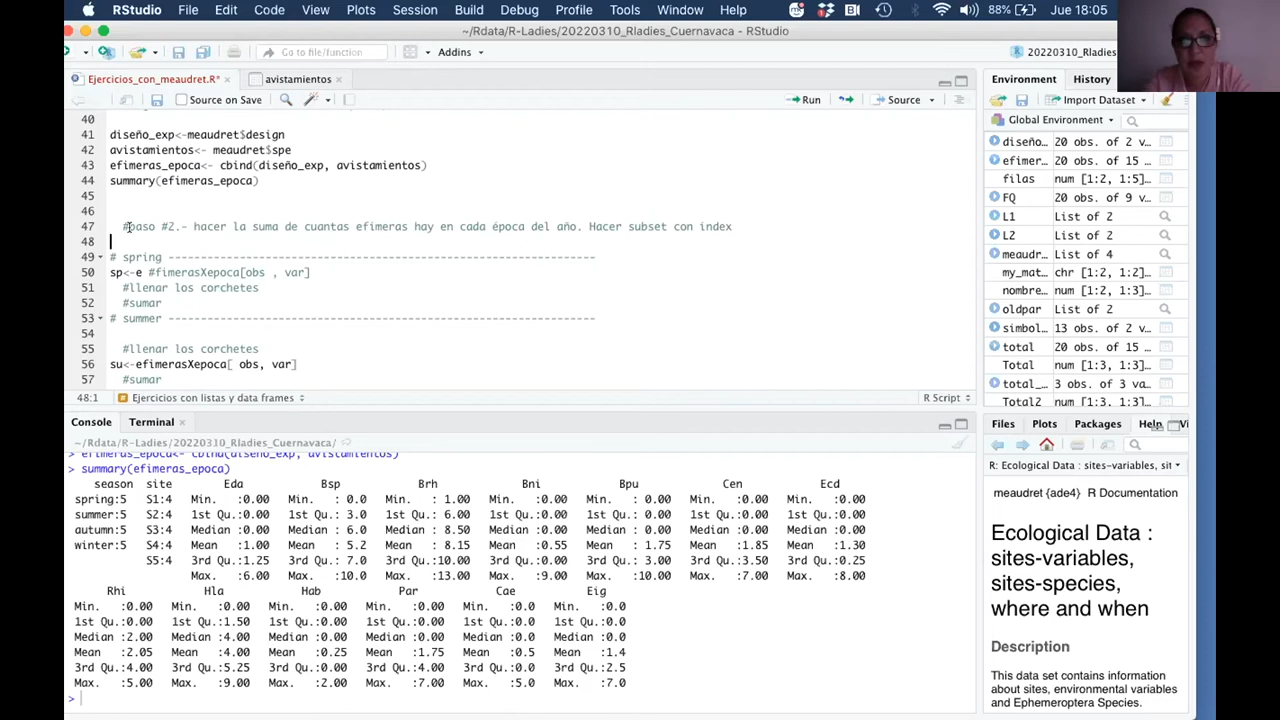 RStudio File Edit Code View Plots Session Build Debug Profile Tools Window Help 88% Jue 18:05
~/Rdata/R-Ladies/20220310_Rladies_Cuernavaca - RStudio
Go to file/function Addins 20220310_Rladies
Ejercicios_con_meaudret.R* avistamientos
Source on Save Run Source
40
41 diseño_exp<-meaudret$design
42 avistamientos<- meaudret$spe
43 efimeras_epoca<- cbind(diseño_exp, avistamientos)
44 summary(efimeras_epoca)
45
46
47 #paso #2.- hacer la suma de cuantas efimeras hay en cada época del año. Hacer subset con index
48
49 # spring ------------------------------------------------------------------
50 sp<-e #fimerasXepoca[obs , var]
51 #llenar los corchetes
52 #sumar
53 # summer ------------------------------------------------------------------
54
55 #llenar los corchetes
56 su<-efimerasXepoca[ obs, var]
57 #sumar
48:1 Ejercicios con listas y data frames R Script
Console Terminal
~/Rdata/R-Ladies/20220310_Rladies_Cuernavaca/
> efimeras_epoca<- cbind(diseño_exp, avistamientos)
> summary(efimeras_epoca)
season site Eda Bsp Brh Bni Bpu Cen Ecd
spring:5 S1:4 Min. :0.00 Min. : 0.0 Min. : 1.00 Min. :0.00 Min. : 0.00 Min. :0.00 Min. :0.00
summer:5 S2:4 1st Qu.:0.00 1st Qu.: 3.0 1st Qu.: 6.00 1st Qu.:0.00 1st Qu.: 0.00 1st Qu.:0.00 1st Qu.:0.00
autumn:5 S3:4 Median :0.00 Median : 6.0 Median : 8.50 Median :0.00 Median : 0.00 Median :0.00 Median :0.00
winter:5 S4:4 Mean :1.00 Mean : 5.2 Mean : 8.15 Mean :0.55 Mean : 1.75 Mean :1.85 Mean :1.30
S5:4 3rd Qu.:1.25 3rd Qu.: 7.0 3rd Qu.:10.00 3rd Qu.:0.00 3rd Qu.: 3.00 3rd Qu.:3.50 3rd Qu.:0.25
Max. :6.00 Max. :10.0 Max. :13.00 Max. :9.00 Max. :10.00 Max. :7.00 Max. :8.00
Rhi Hla Hab Par Cae Eig
Min. :0.00 Min. :0.00 Min. :0.00 Min. :0.00 Min. :0.0 Min. :0.0
1st Qu.:0.00 1st Qu.:1.50 1st Qu.:0.00 1st Qu.:0.00 1st Qu.:0.0 1st Qu.:0.0
Median :2.00 Median :4.00 Median :0.00 Median :0.00 Median :0.0 Median :0.0
Mean :2.05 Mean :4.00 Mean :0.25 Mean :1.75 Mean :0.5 Mean :1.4
3rd Qu.:4.00 3rd Qu.:5.25 3rd Qu.:0.00 3rd Qu.:4.00 3rd Qu.:0.0 3rd Qu.:2.5
Max. :5.00 Max. :9.00 Max. :2.00 Max. :7.00 Max. :5.0 Max. :7.0
>
Environment History
Import Dataset
Global Environment
diseño… 20 obs. of 2 v…
efimer… 20 obs. of 15 …
filas num [1:2, 1:5]…
FQ 20 obs. of 9 v…
L1 List of 2
L2 List of 2
meaudr… List of 4
my_mat… chr [1:2, 1:2]…
nombre… num [1:2, 1:3]…
oldpar List of 2
simbol… 13 obs. of 2 v…
total 20 obs. of 15 …
Total num [1:3, 1:3]…
total_… 3 obs. of 3 va…
Total2 num [1:3, 1:3]…
Files Plots Packages Help Vi
R: Ecological Data : sites-variables, sit
meaudret {ade4} R Documentation
Ecological Data :
sites-variables,
sites-species,
where and when
Description
This data set contains information
about sites, environmental variables
and Ephemeroptera Species.